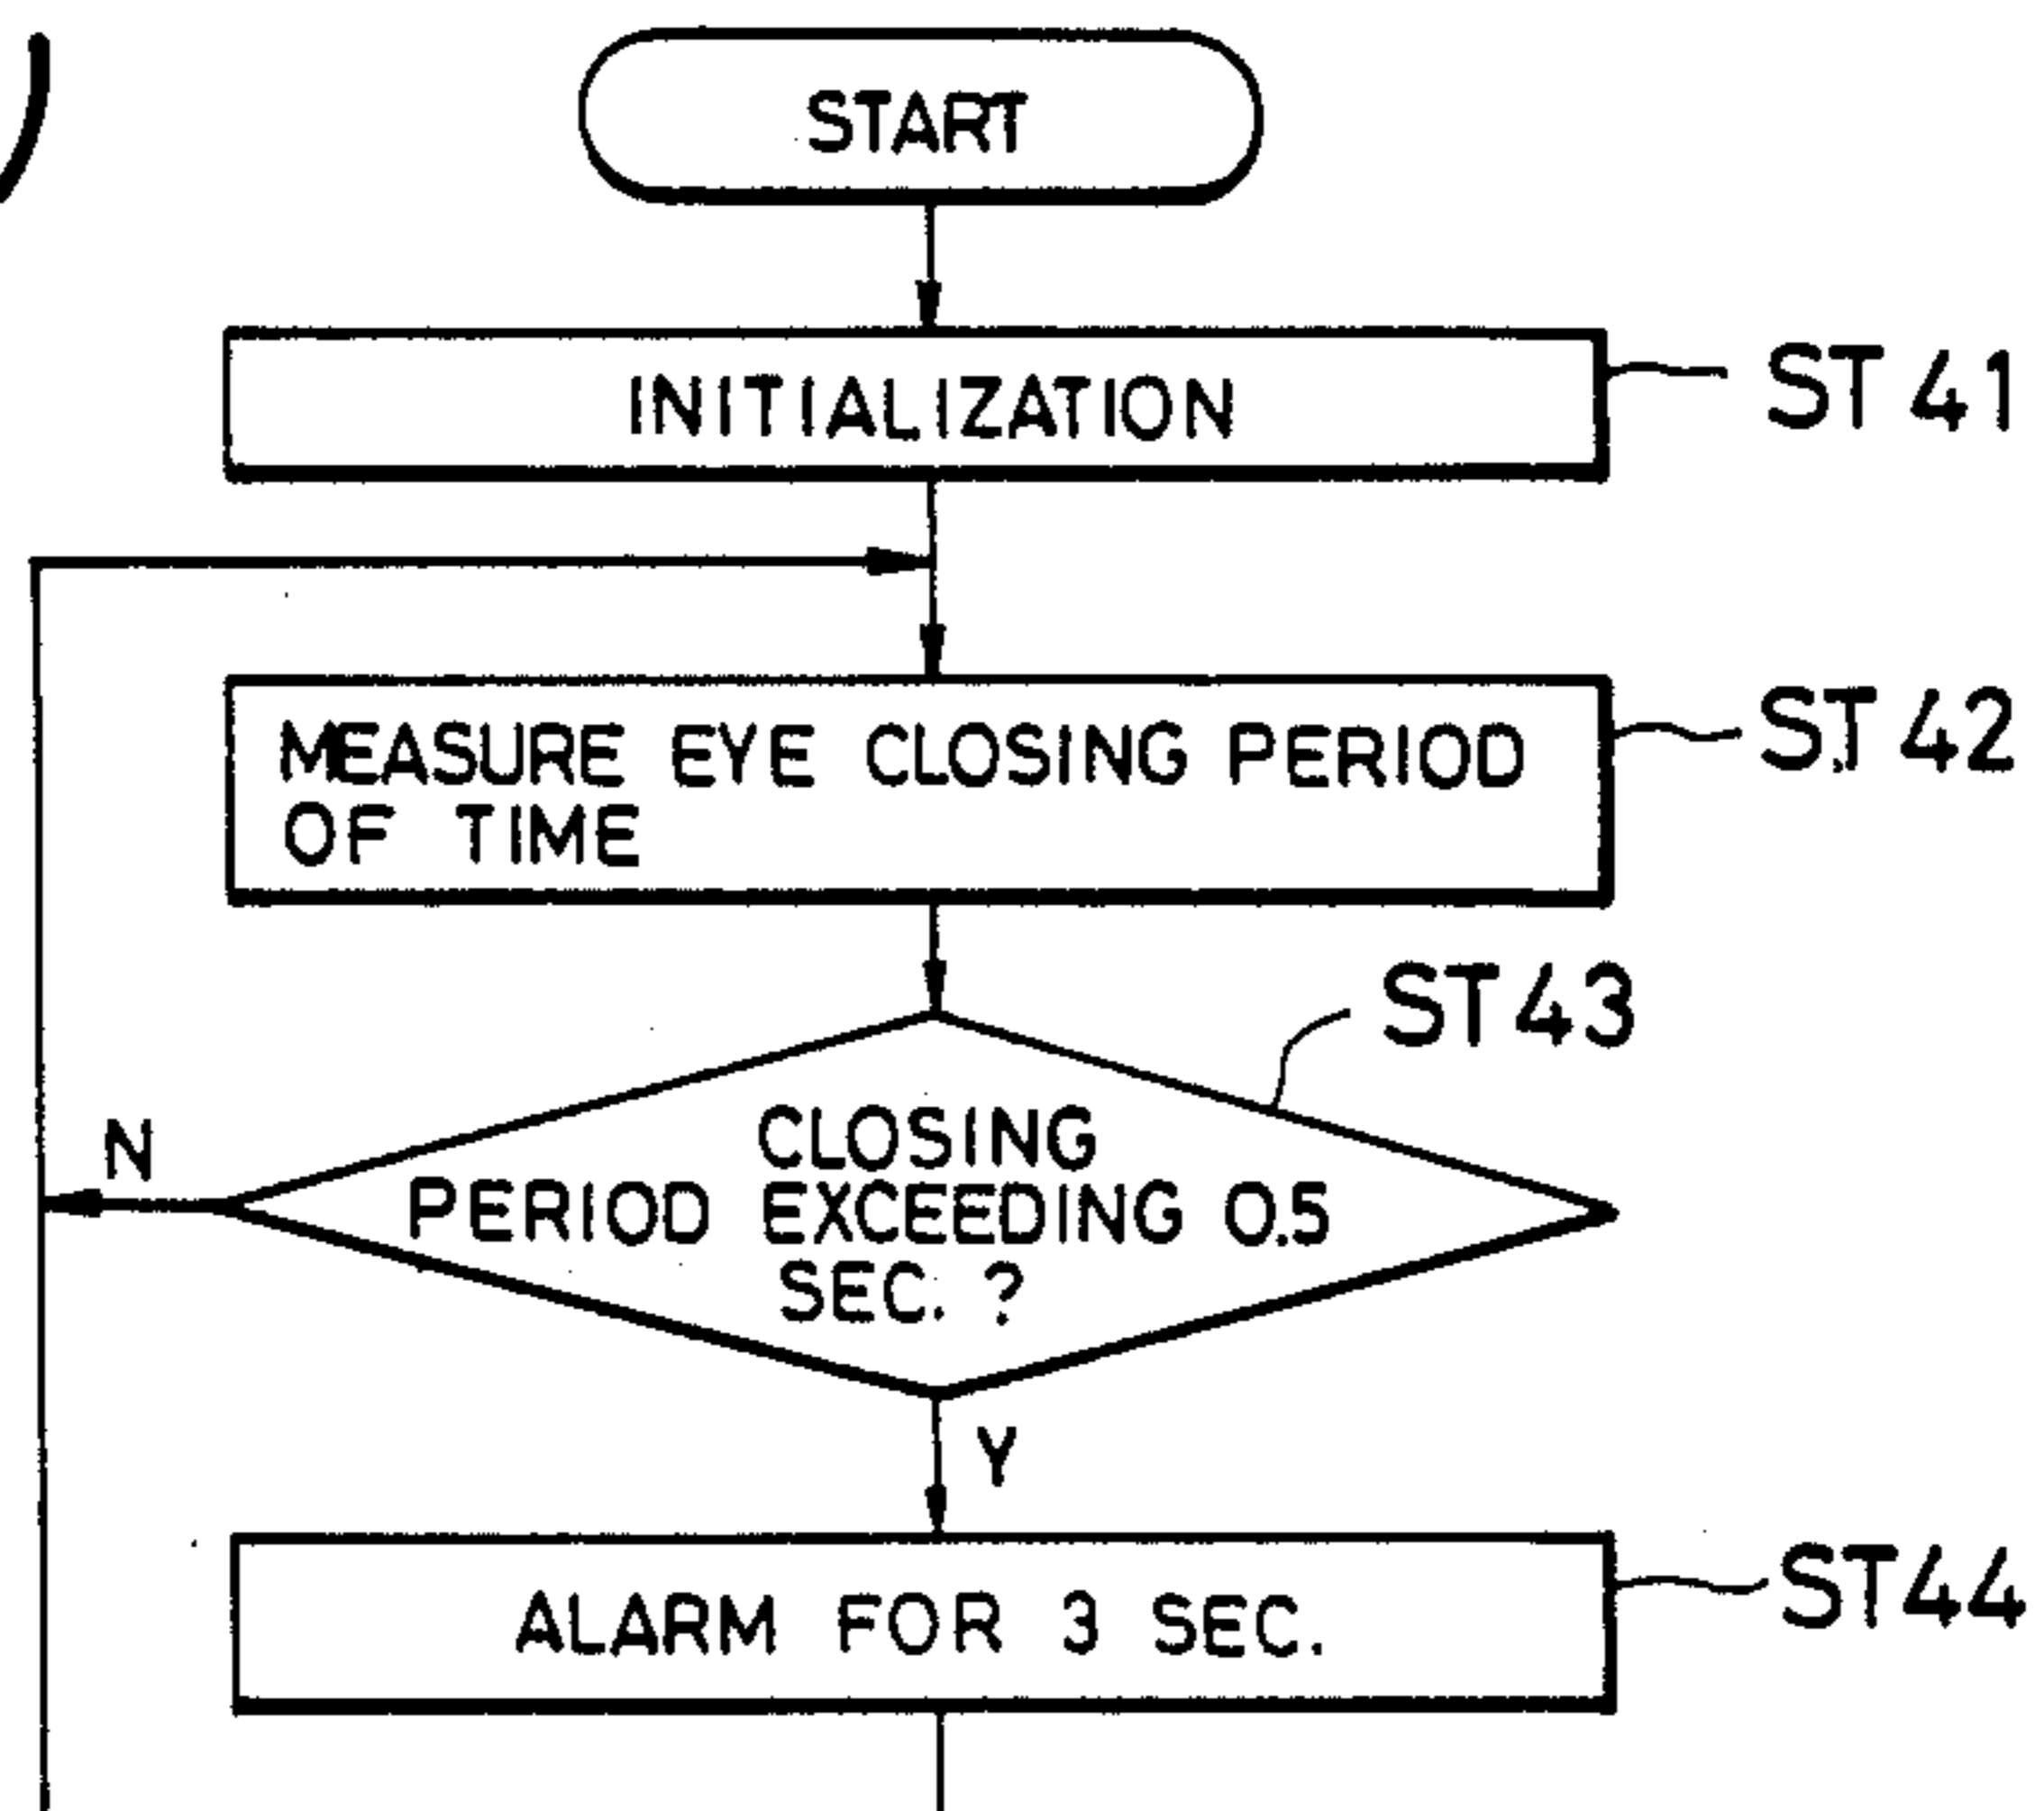 START
INITIALIZATION
ST41
MEASURE EYE CLOSING PERIOD
OF TIME
ST42
ST43
CLOSING
PERIOD EXCEEDING 0.5
SEC. ?
N
Y
ALARM FOR 3 SEC.
ST44